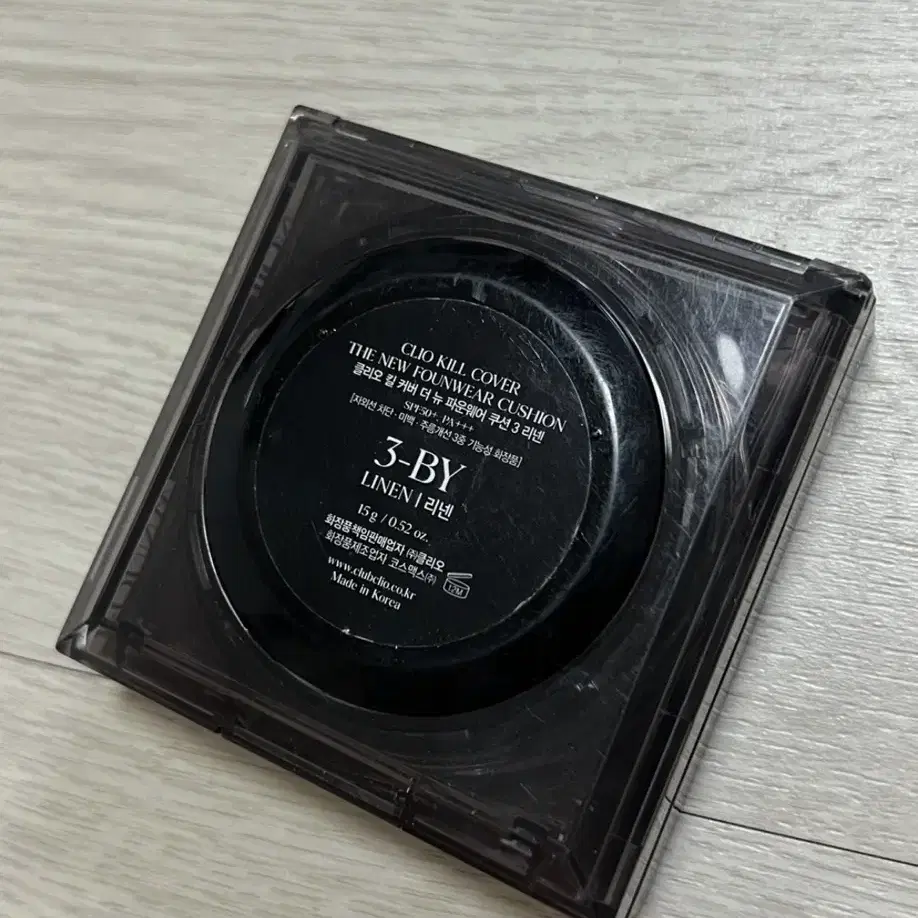 CLIO KILL COVER
THE NEW FOUNWEAR CUSHION
클리오 킬 커버 더 뉴 파운웨어 쿠션 3 리넨
SPF50+, PA+++
[자외선 차단 · 미백 · 주름개선 3중 기능성 화장품]
3-BY
LINEN | 리넨
15 g / 0.52 oz.
화장품책임판매업자 ㈜클리오
화장품제조업자 코스맥스㈜
12M
www.clubclio.co.kr
Made in Korea